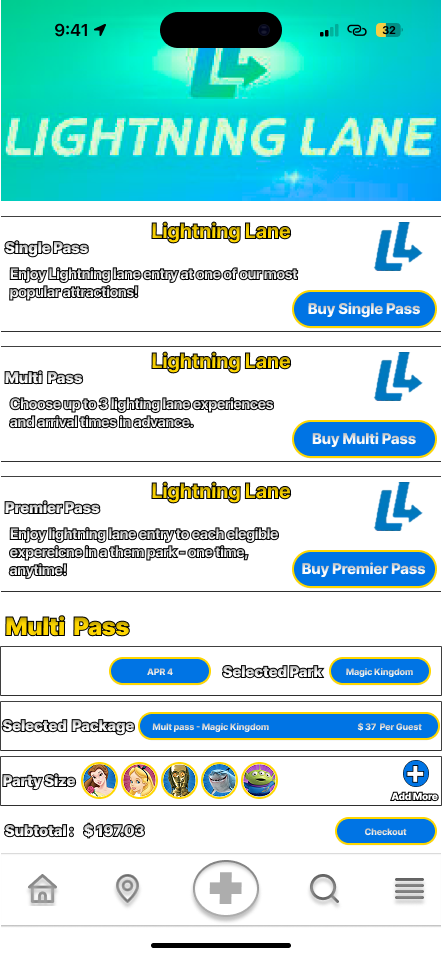 9:41
32
LIGHTNING LANE
Lightning Lane
Single Pass
Enjoy Lightning lane entry at one of our most
popular attractions!
Buy Single Pass
Lightning Lane
Multi Pass
Choose up to 3 lighting lane experiences
and arrival times in advance.
Buy Multi Pass
Lightning Lane
Premier Pass
Enjoy lightning lane entry to each elegible
expereicne in a them park - one time,
anytime!
Buy Premier Pass
Multi Pass
APR 4 Selected Park Magic Kingdom
Selected Package Mult pass - Magic Kingdom $ 37 Per Guest
Party Size
Add More
Subtotal : $ 197.03 Checkout